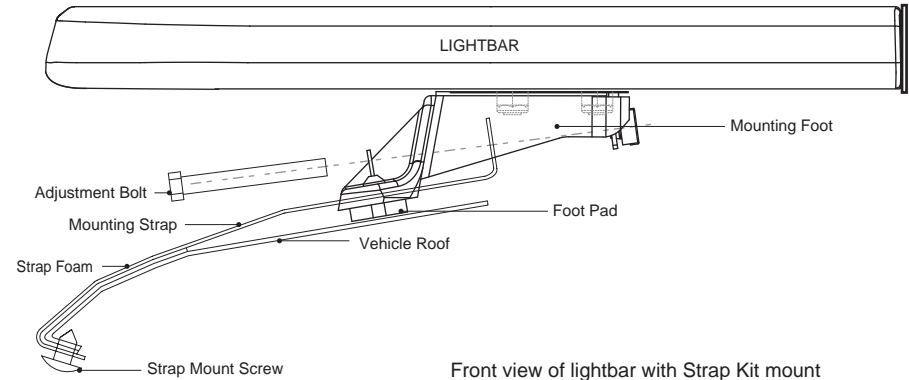 LIGHTBAR
Mounting Foot
Adjustment Bolt
Foot Pad
Mounting Strap
Vehicle Roof
Strap Foam
Strap Mount Screw
Front view of lightbar with Strap Kit mount